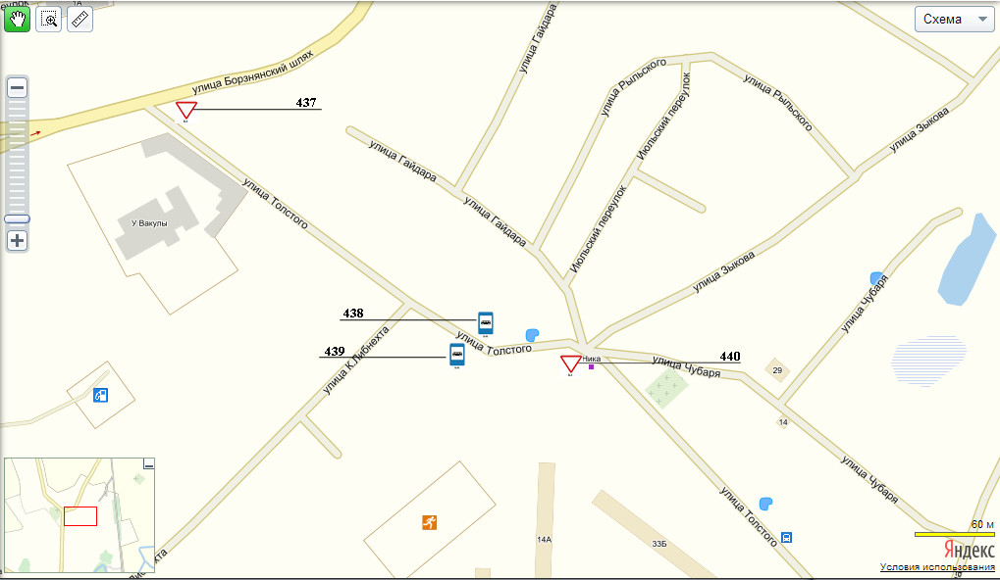 1А
Схема
улица Борзнянский шлях
437
улица Гайдара
улица Рыльского
улица Рыльского
Июльский переулок
улица Зыкова
улица Гайдара
улица Толстого
У Вакулы
улица Гайдара
Июльский переулок
улица Зыкова
улица Чубаря
438
439
улица Толстого
улица К.Либнехта
Ника
440
улица Чубаря
29
14
улица Чубаря
улица Толстого
14А
33Б
60 м
Яндекс
Условия использования